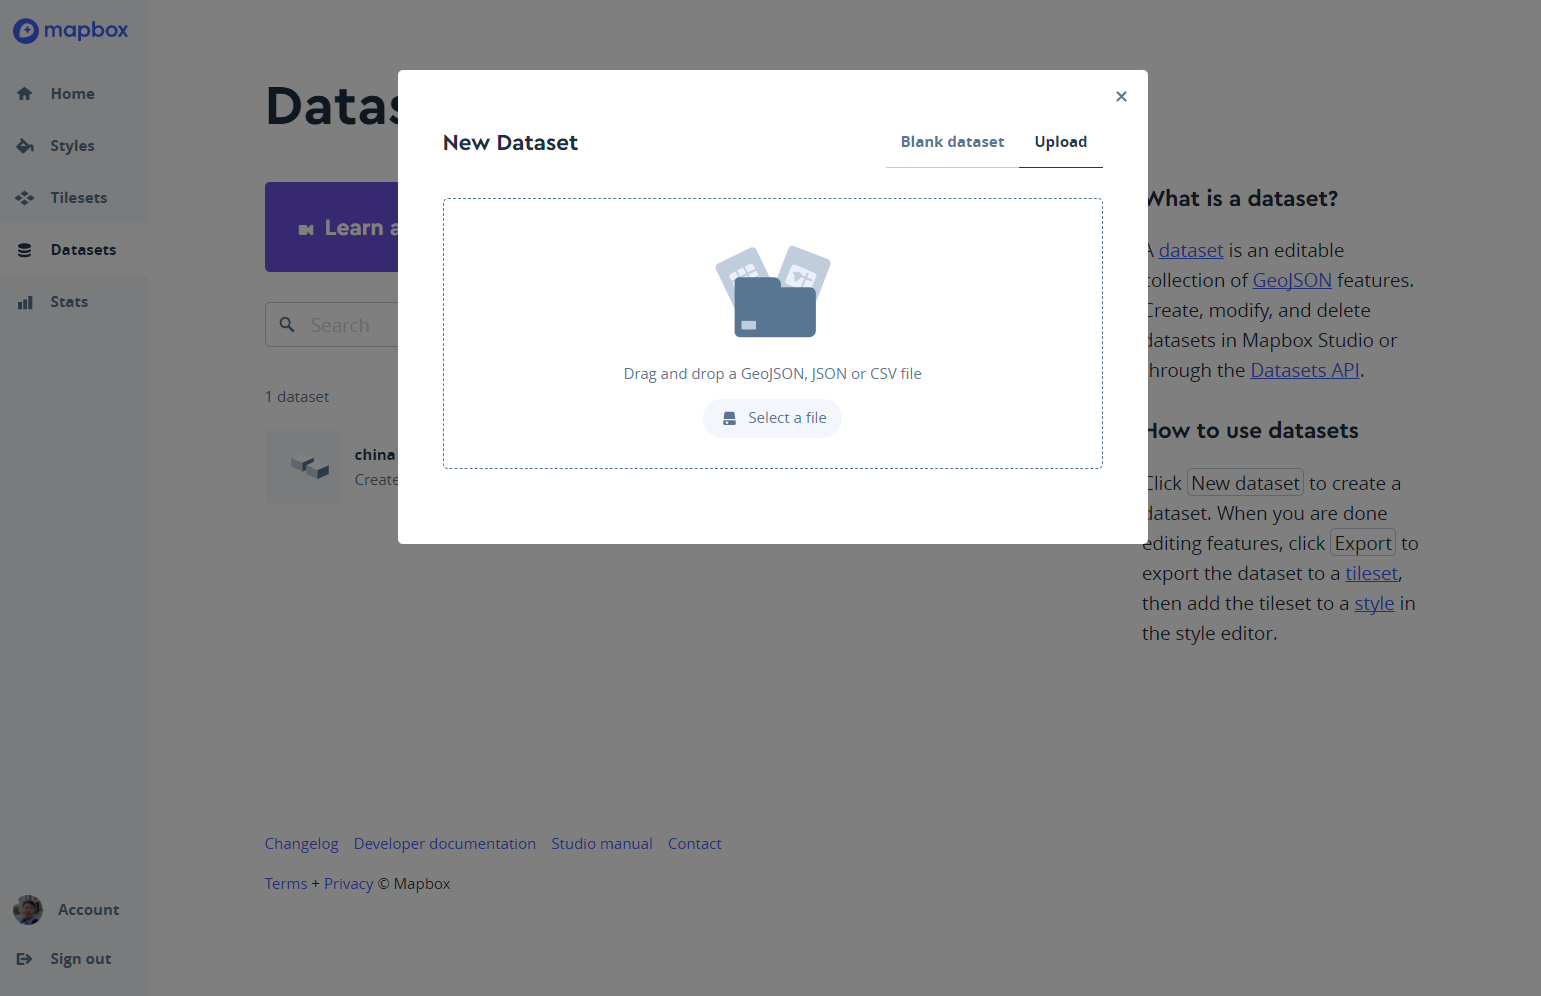 mapbox
Home
Styles
Tilesets
Datasets
Stats
Account
Sign out
Datas
Learn a
Search
1 dataset
china
Create
New Dataset
Blank dataset
Upload
Drag and drop a GeoJSON, JSON or CSV file
Select a file
What is a dataset?
A dataset is an editable
collection of GeoJSON features.
Create, modify, and delete
datasets in Mapbox Studio or
through the Datasets API.
How to use datasets
Click New dataset to create a
dataset. When you are done
editing features, click Export to
export the dataset to a tileset,
then add the tileset to a style in
the style editor.
Changelog Developer documentation Studio manual Contact
Terms + Privacy © Mapbox